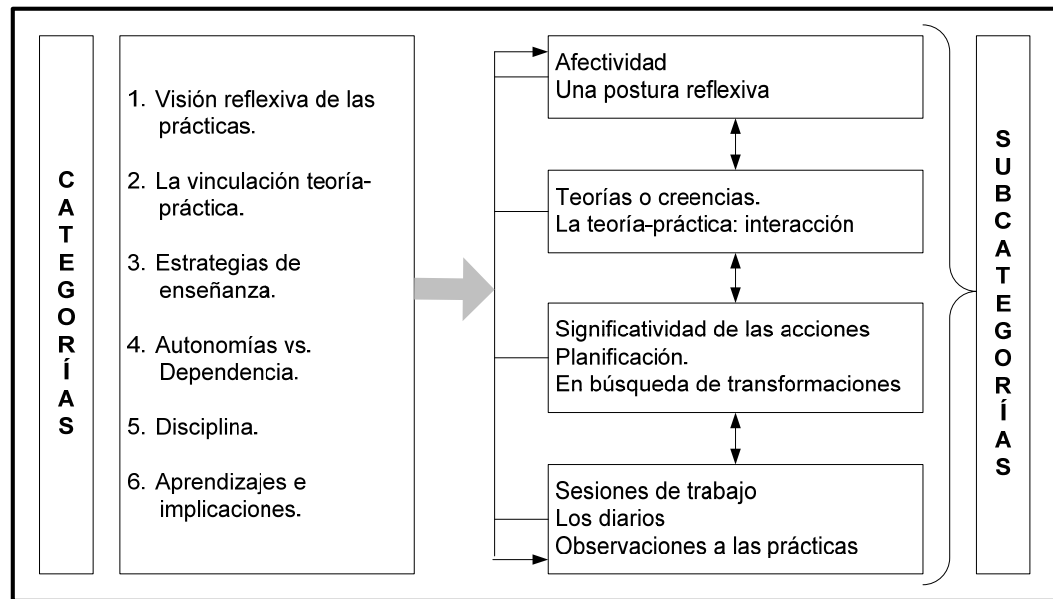 CATEGORÍAS
1. Visión reflexiva de las
prácticas.
2. La vinculación teoría-
práctica.
3. Estrategias de
enseñanza.
4. Autonomías vs.
Dependencia.
5. Disciplina.
6. Aprendizajes e
implicaciones.
Afectividad
Una postura reflexiva
Teorías o creencias.
La teoría-práctica: interacción
Significatividad de las acciones
Planificación.
En búsqueda de transformaciones
Sesiones de trabajo
Los diarios
Observaciones a las prácticas
SUBCATEGORÍAS